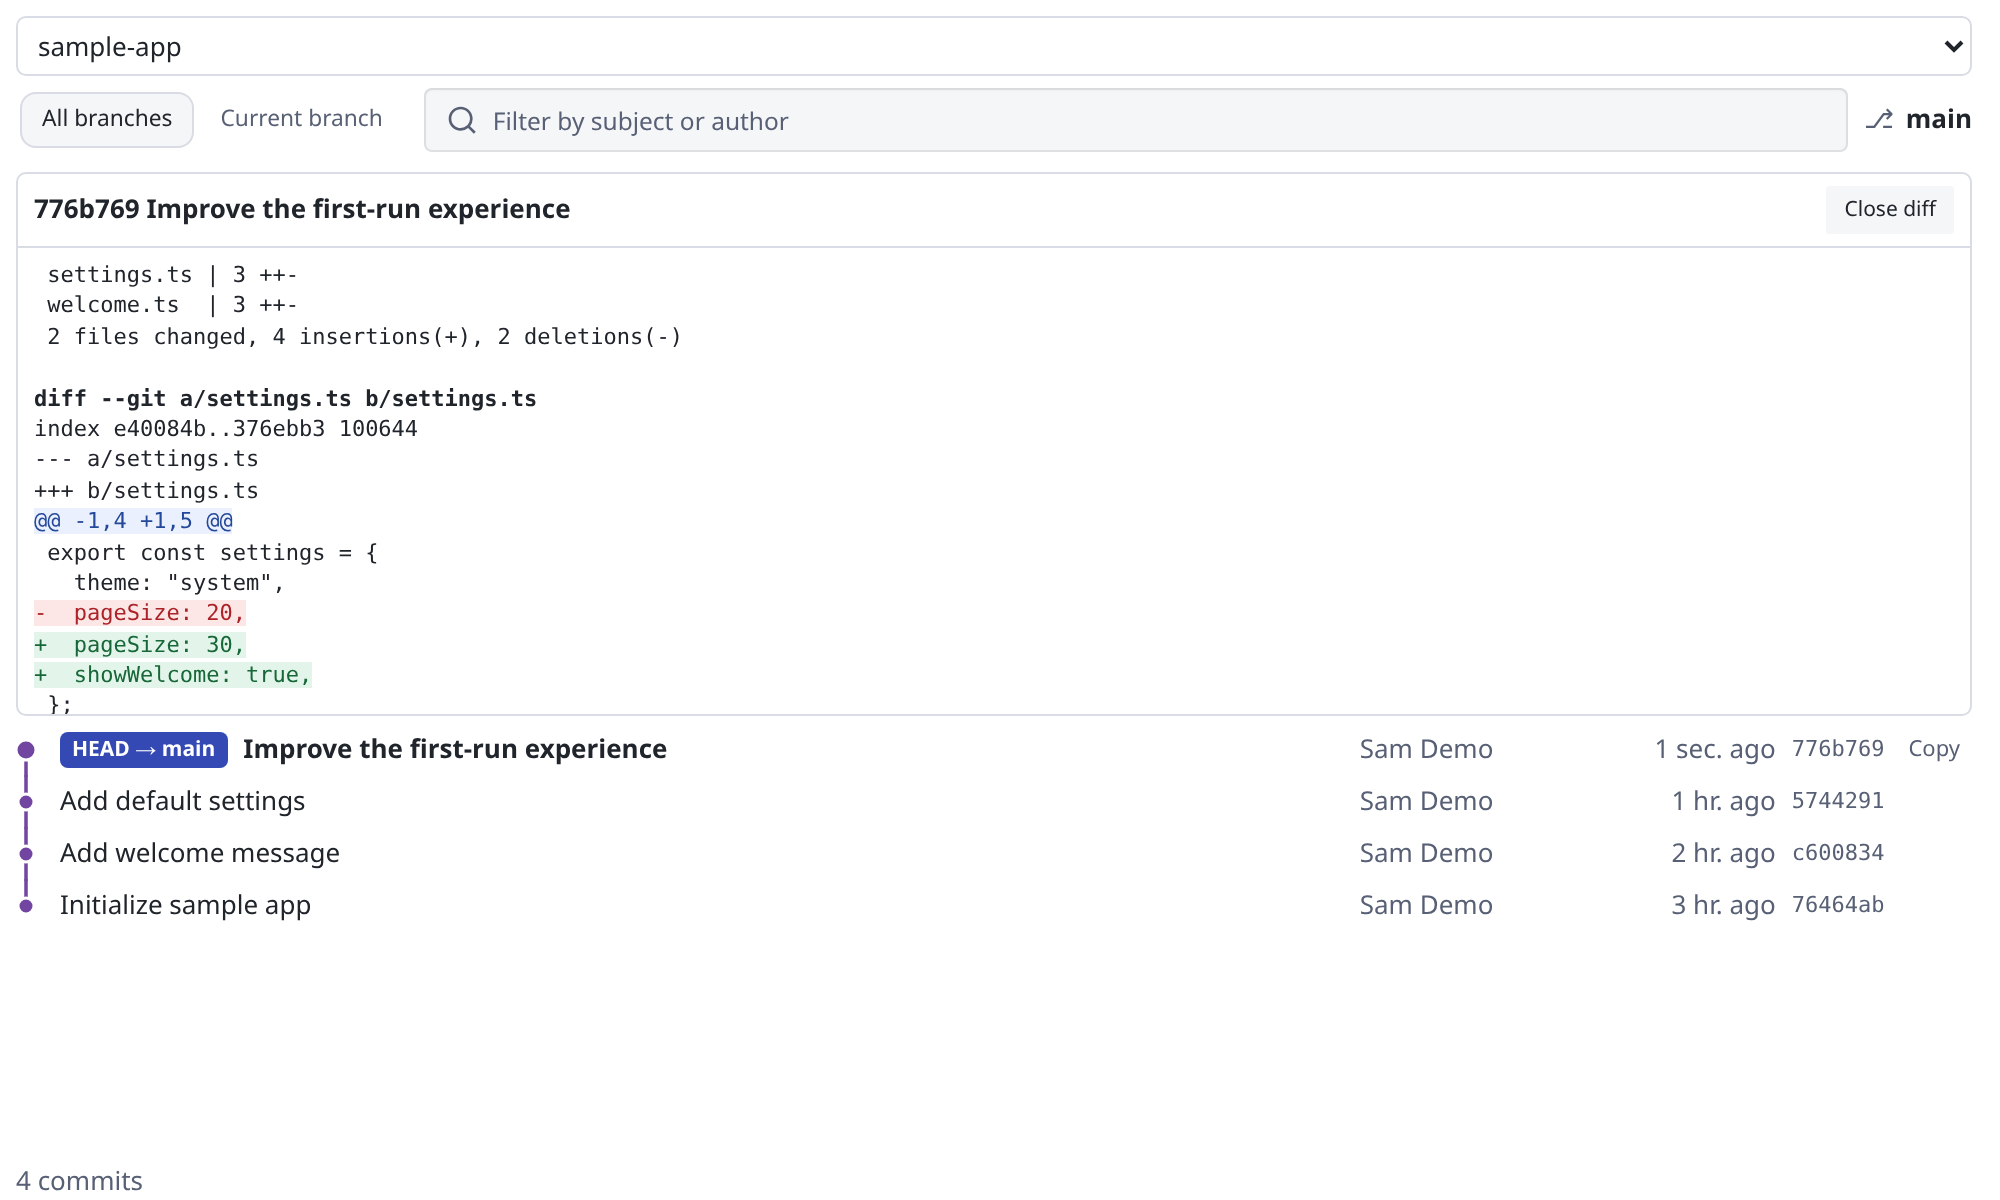 sample-app
All branches Current branch Filter by subject or author ⎇ main
776b769 Improve the first-run experience Close diff
 settings.ts | 3 ++-
 welcome.ts  | 3 ++-
 2 files changed, 4 insertions(+), 2 deletions(-)

diff --git a/settings.ts b/settings.ts
index e40084b..376ebb3 100644
--- a/settings.ts
+++ b/settings.ts
@@ -1,4 +1,5 @@
 export const settings = {
   theme: "system",
-  pageSize: 20,
+  pageSize: 30,
+  showWelcome: true,
 };
HEAD → main Improve the first-run experience Sam Demo 1 sec. ago 776b769 Copy
Add default settings Sam Demo 1 hr. ago 5744291
Add welcome message Sam Demo 2 hr. ago c600834
Initialize sample app Sam Demo 3 hr. ago 76464ab
4 commits